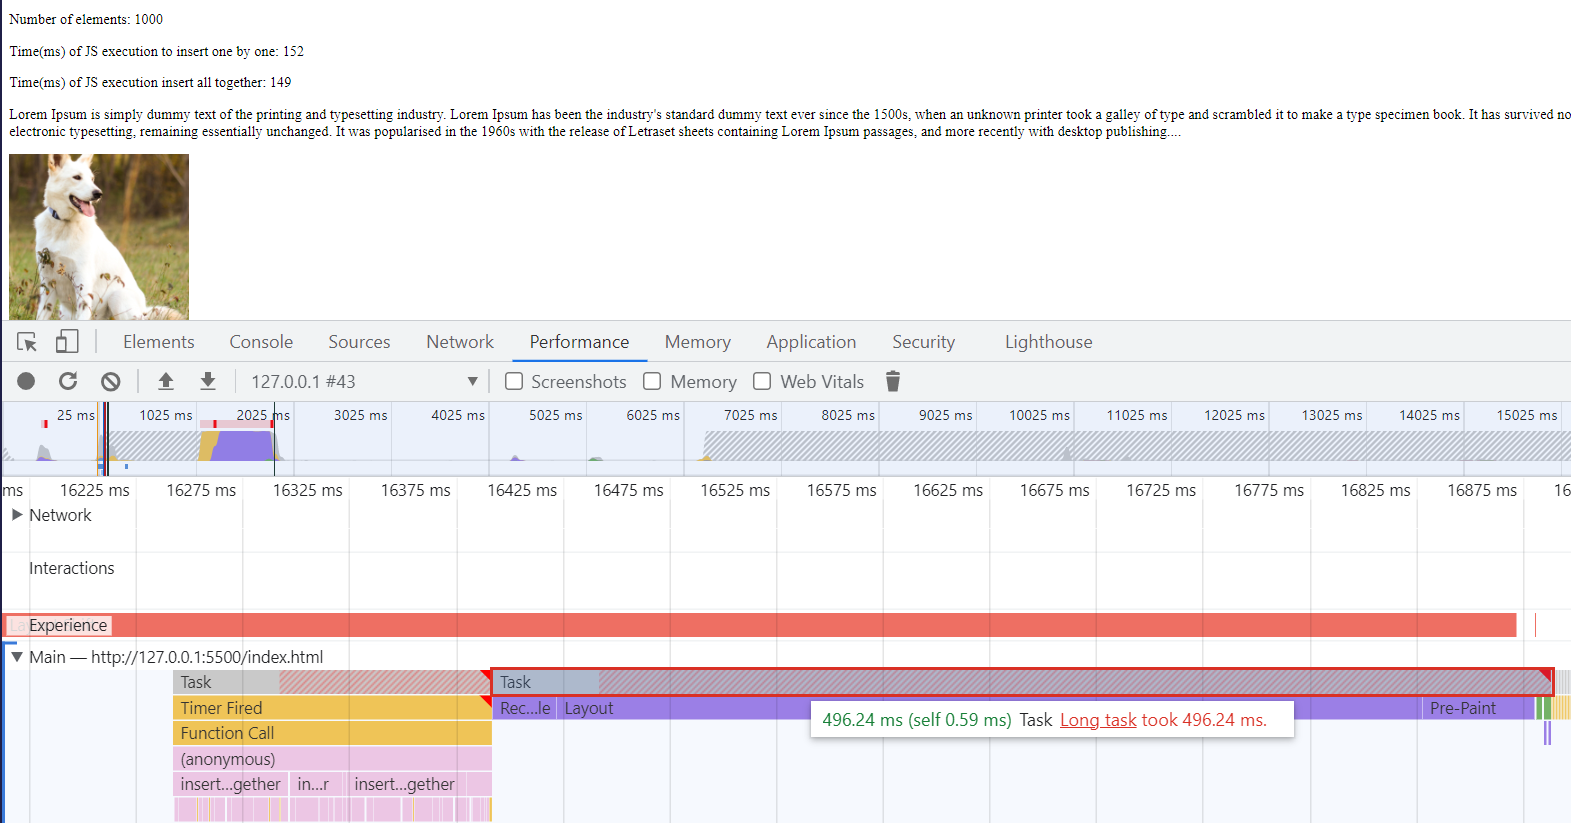 Number of elements: 1000
Time(ms) of JS execution to insert one by one: 152
Time(ms) of JS execution insert all together: 149
Lorem Ipsum is simply dummy text of the printing and typesetting industry. Lorem Ipsum has been the industry's standard dummy text ever since the 1500s, when an unknown printer took a galley of type and scrambled it to make a type specimen book. It has survived no
electronic typesetting, remaining essentially unchanged. It was popularised in the 1960s with the release of Letraset sheets containing Lorem Ipsum passages, and more recently with desktop publishing....
Elements Console Sources Network Performance Memory Application Security Lighthouse
127.0.0.1 #43 Screenshots Memory Web Vitals
25 ms 1025 ms 2025 ms 3025 ms 4025 ms 5025 ms 6025 ms 7025 ms 8025 ms 9025 ms 10025 ms 11025 ms 12025 ms 13025 ms 14025 ms 15025 ms
ms 16225 ms 16275 ms 16325 ms 16375 ms 16425 ms 16475 ms 16525 ms 16575 ms 16625 ms 16675 ms 16725 ms 16775 ms 16825 ms 16875 ms 16
Network
Interactions
Experience
Main — http://127.0.0.1:5500/index.html
Task Task
Timer Fired Rec...le Layout Pre-Paint
496.24 ms (self 0.59 ms) Task Long task took 496.24 ms.
Function Call
(anonymous)
insert...gether in...r insert...gether